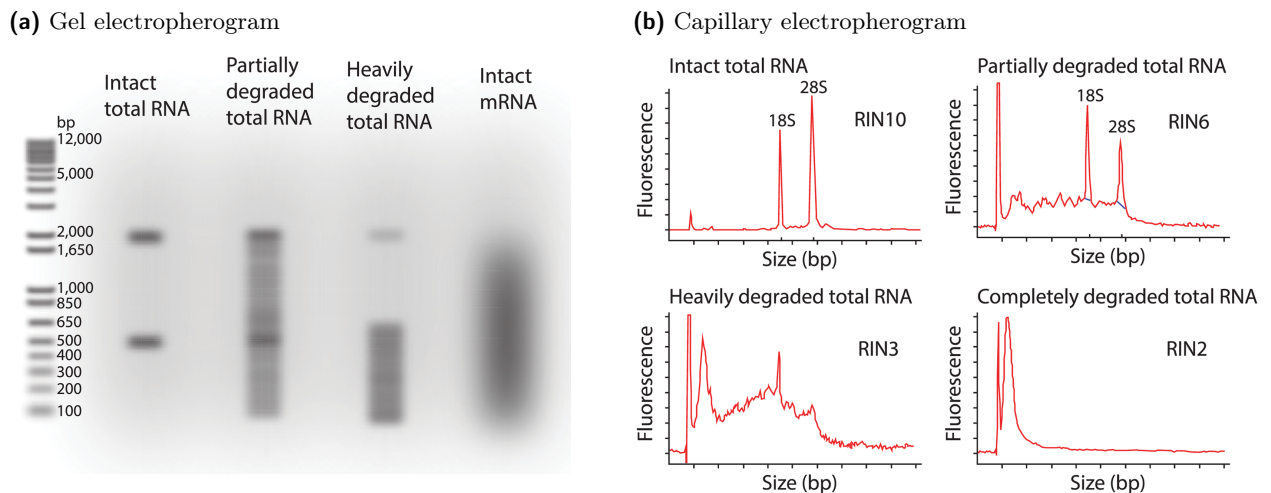 (a) Gel electropherogram
Intact
total RNA
Partially
degraded
total RNA
Heavily
degraded
total RNA
Intact
mRNA
bp
12,000
5,000
2,000
1,650
1,000
850
650
500
400
300
200
100
(b) Capillary electropherogram
Intact total RNA
Fluorescence
18S
28S
RIN10
Size (bp)
Partially degraded total RNA
Fluorescence
18S
28S
RIN6
Size (bp)
Heavily degraded total RNA
Fluorescence
RIN3
Size (bp)
Completely degraded total RNA
Fluorescence
RIN2
Size (bp)